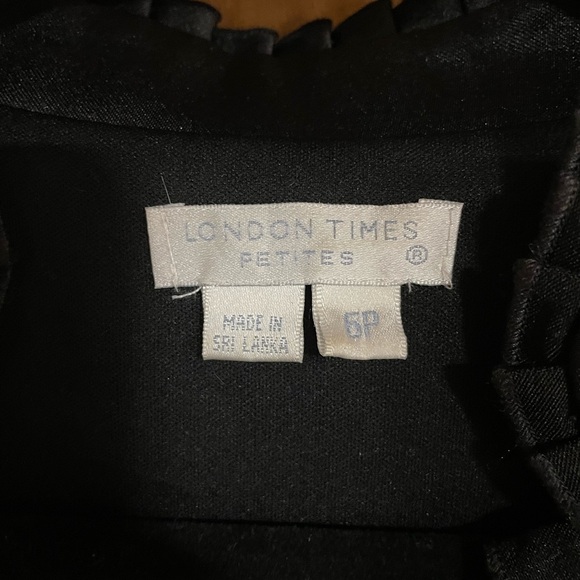 LONDON TIMES
PETITES ®
MADE IN
SRI LANKA
6P